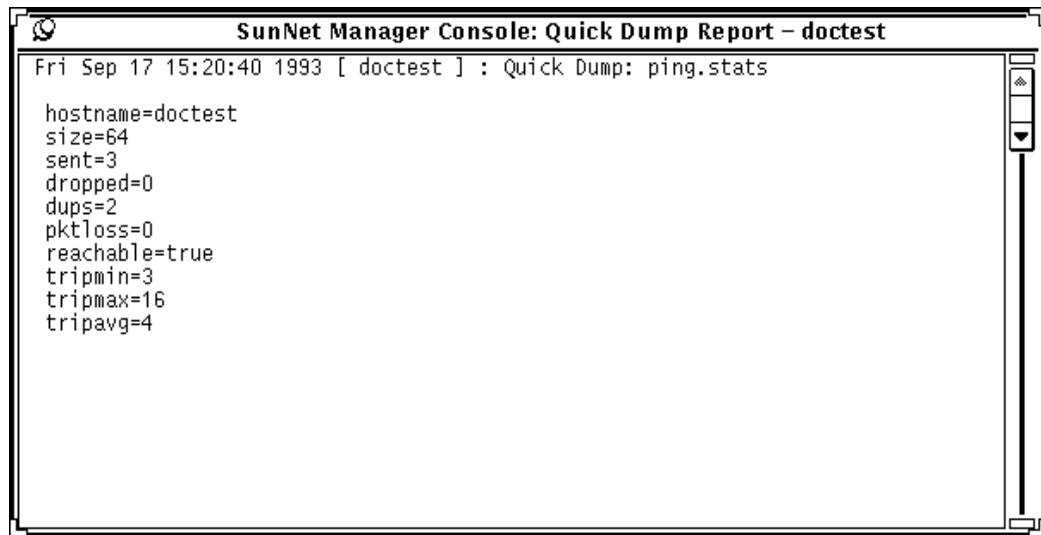 SunNet Manager Console: Quick Dump Report – doctest
Fri Sep 17 15:20:40 1993 [ doctest ] : Quick Dump: ping.stats
hostname=doctest
size=64
sent=3
dropped=0
dups=2
pktloss=0
reachable=true
tripmin=3
tripmax=16
tripavg=4